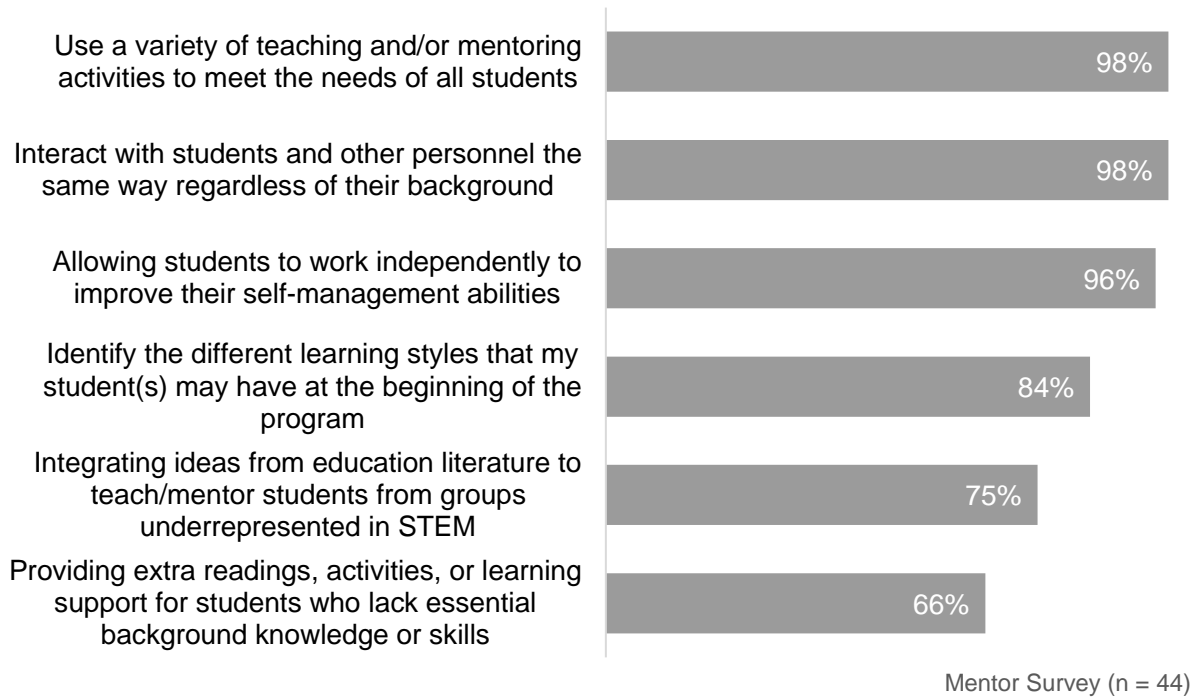 Use a variety of teaching and/or mentoring
activities to meet the needs of all students
98%
Interact with students and other personnel the
same way regardless of their background
98%
Allowing students to work independently to
improve their self-management abilities
96%
Identify the different learning styles that my
student(s) may have at the beginning of the
program
84%
Integrating ideas from education literature to
teach/mentor students from groups
underrepresented in STEM
75%
Providing extra readings, activities, or learning
support for students who lack essential
background knowledge or skills
66%
Mentor Survey (n = 44)